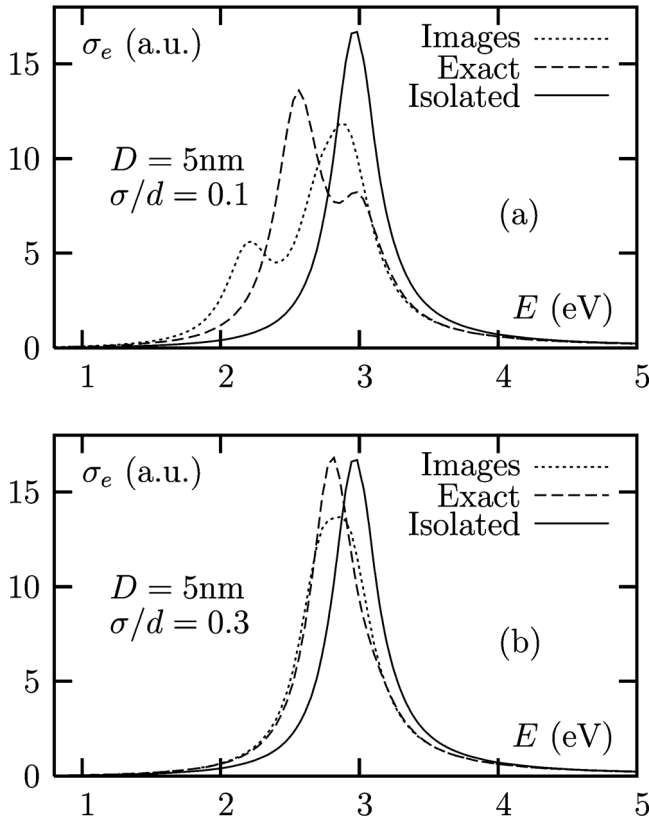 σₑ (a.u.)
Images
Exact
Isolated
15
10
D = 5nm
σ/d = 0.1
(a)
5
E (eV)
0
1 2 3 4 5
σₑ (a.u.)
Images
Exact
Isolated
15
10
D = 5nm
σ/d = 0.3
(b)
5
E (eV)
0
1 2 3 4 5